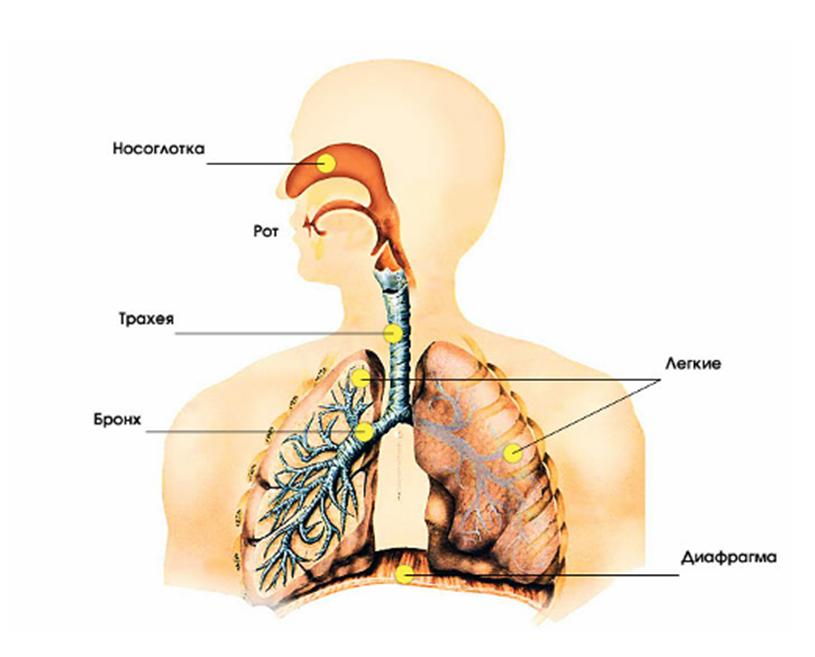 Носоглотка
Рот
Трахея
Легкие
Бронх
Диафрагма